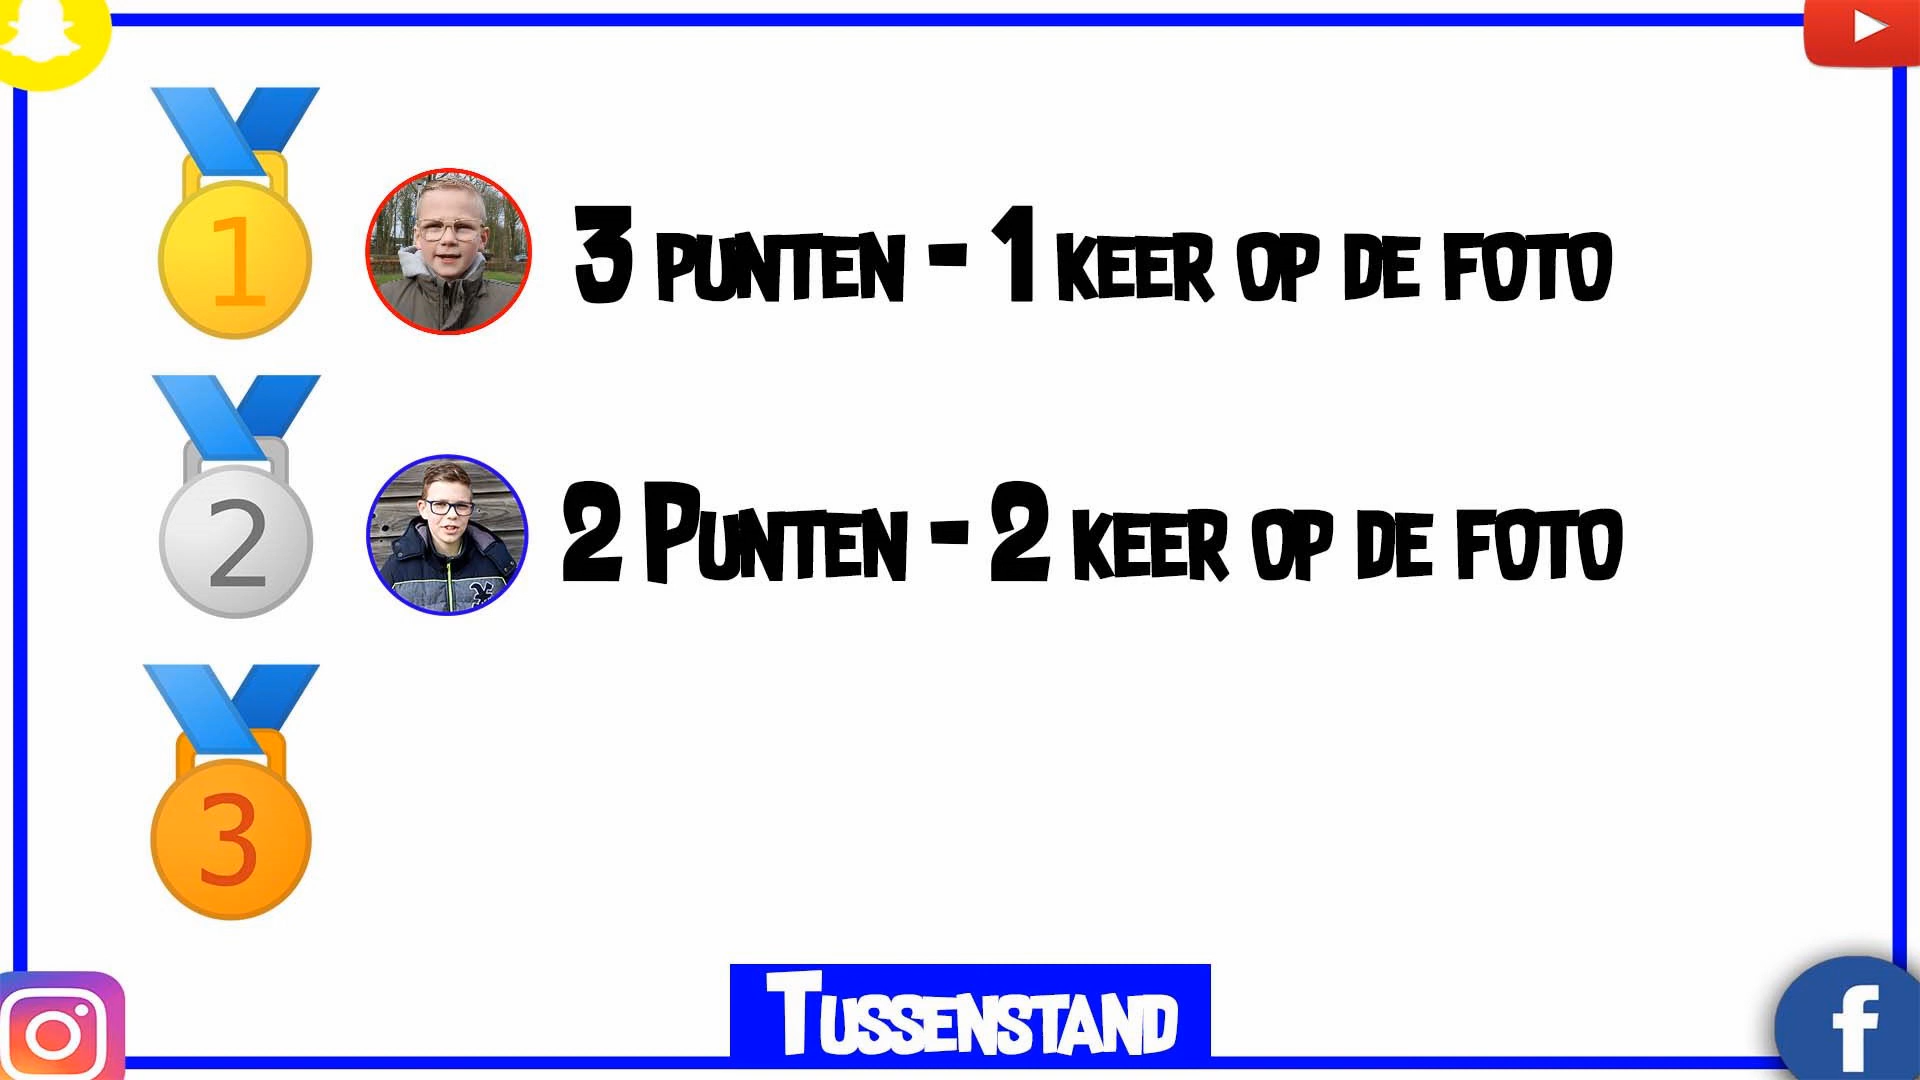 1
3 punten - 1 keer op de foto
2
2 Punten - 2 keer op de foto
3
Tussenstand